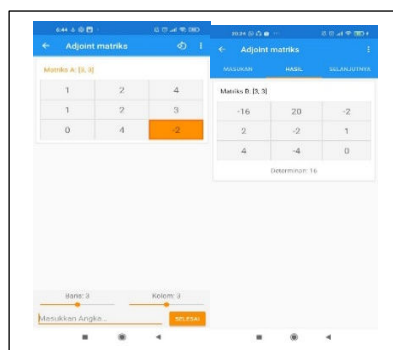 6:44
Adjoint matriks
Matriks A: [3, 3]
1 2 4
1 2 3
0 4 -2
Baris: 3 Kolom: 3
Masukkan Angka...
SELESAI
Adjoint matriks
MASUKAN HASIL SELANJUTNYA
Matriks B: [3, 3]
-16 20 -2
2 -2 1
4 -4 0
Determinan: 16